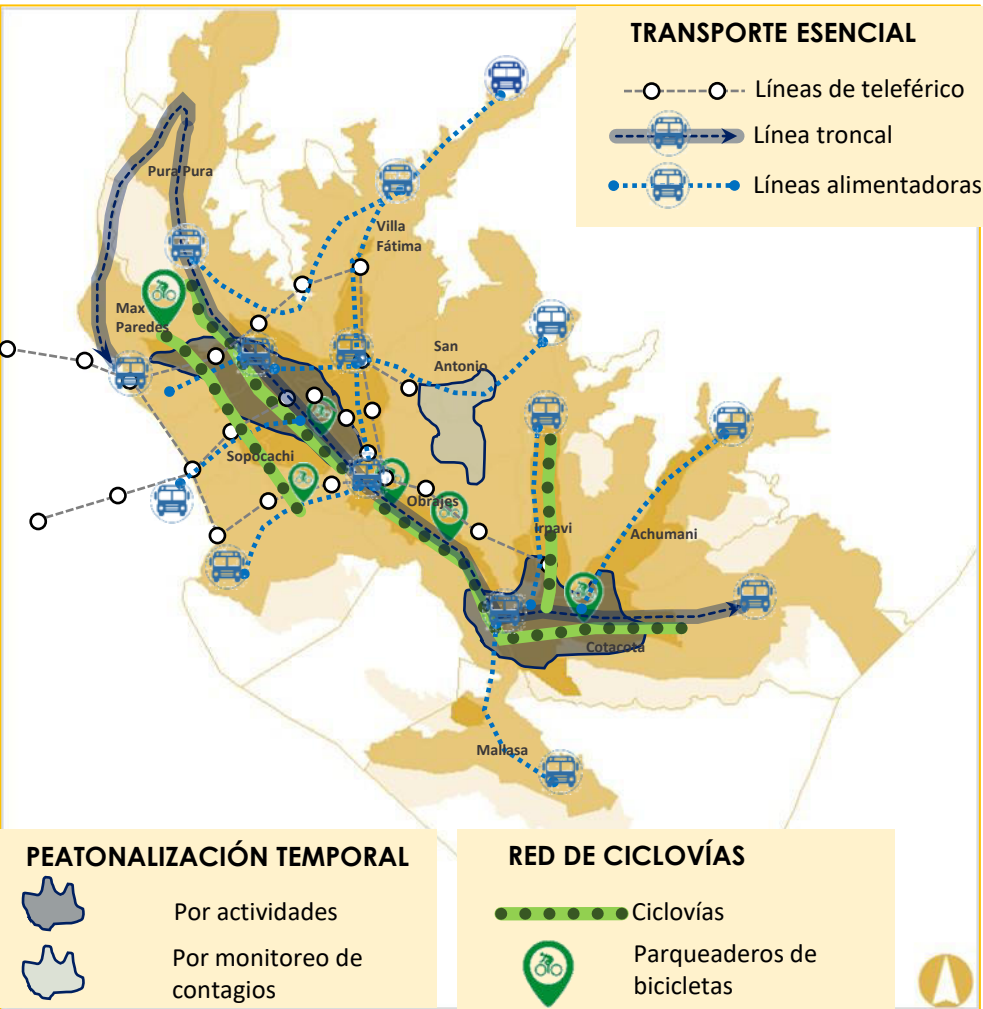 TRANSPORTE ESENCIAL
Líneas de teleférico
Línea troncal
Líneas alimentadoras
Pura Pura
Villa
Fátima
Max
Paredes
San
Antonio
Sopocachi
Obrajes
Irpavi
Achumani
Cotacota
Mallasa
PEATONALIZACIÓN TEMPORAL
Por actividades
Por monitoreo de
contagios
RED DE CICLOVÍAS
Ciclovías
Parqueaderos de
bicicletas